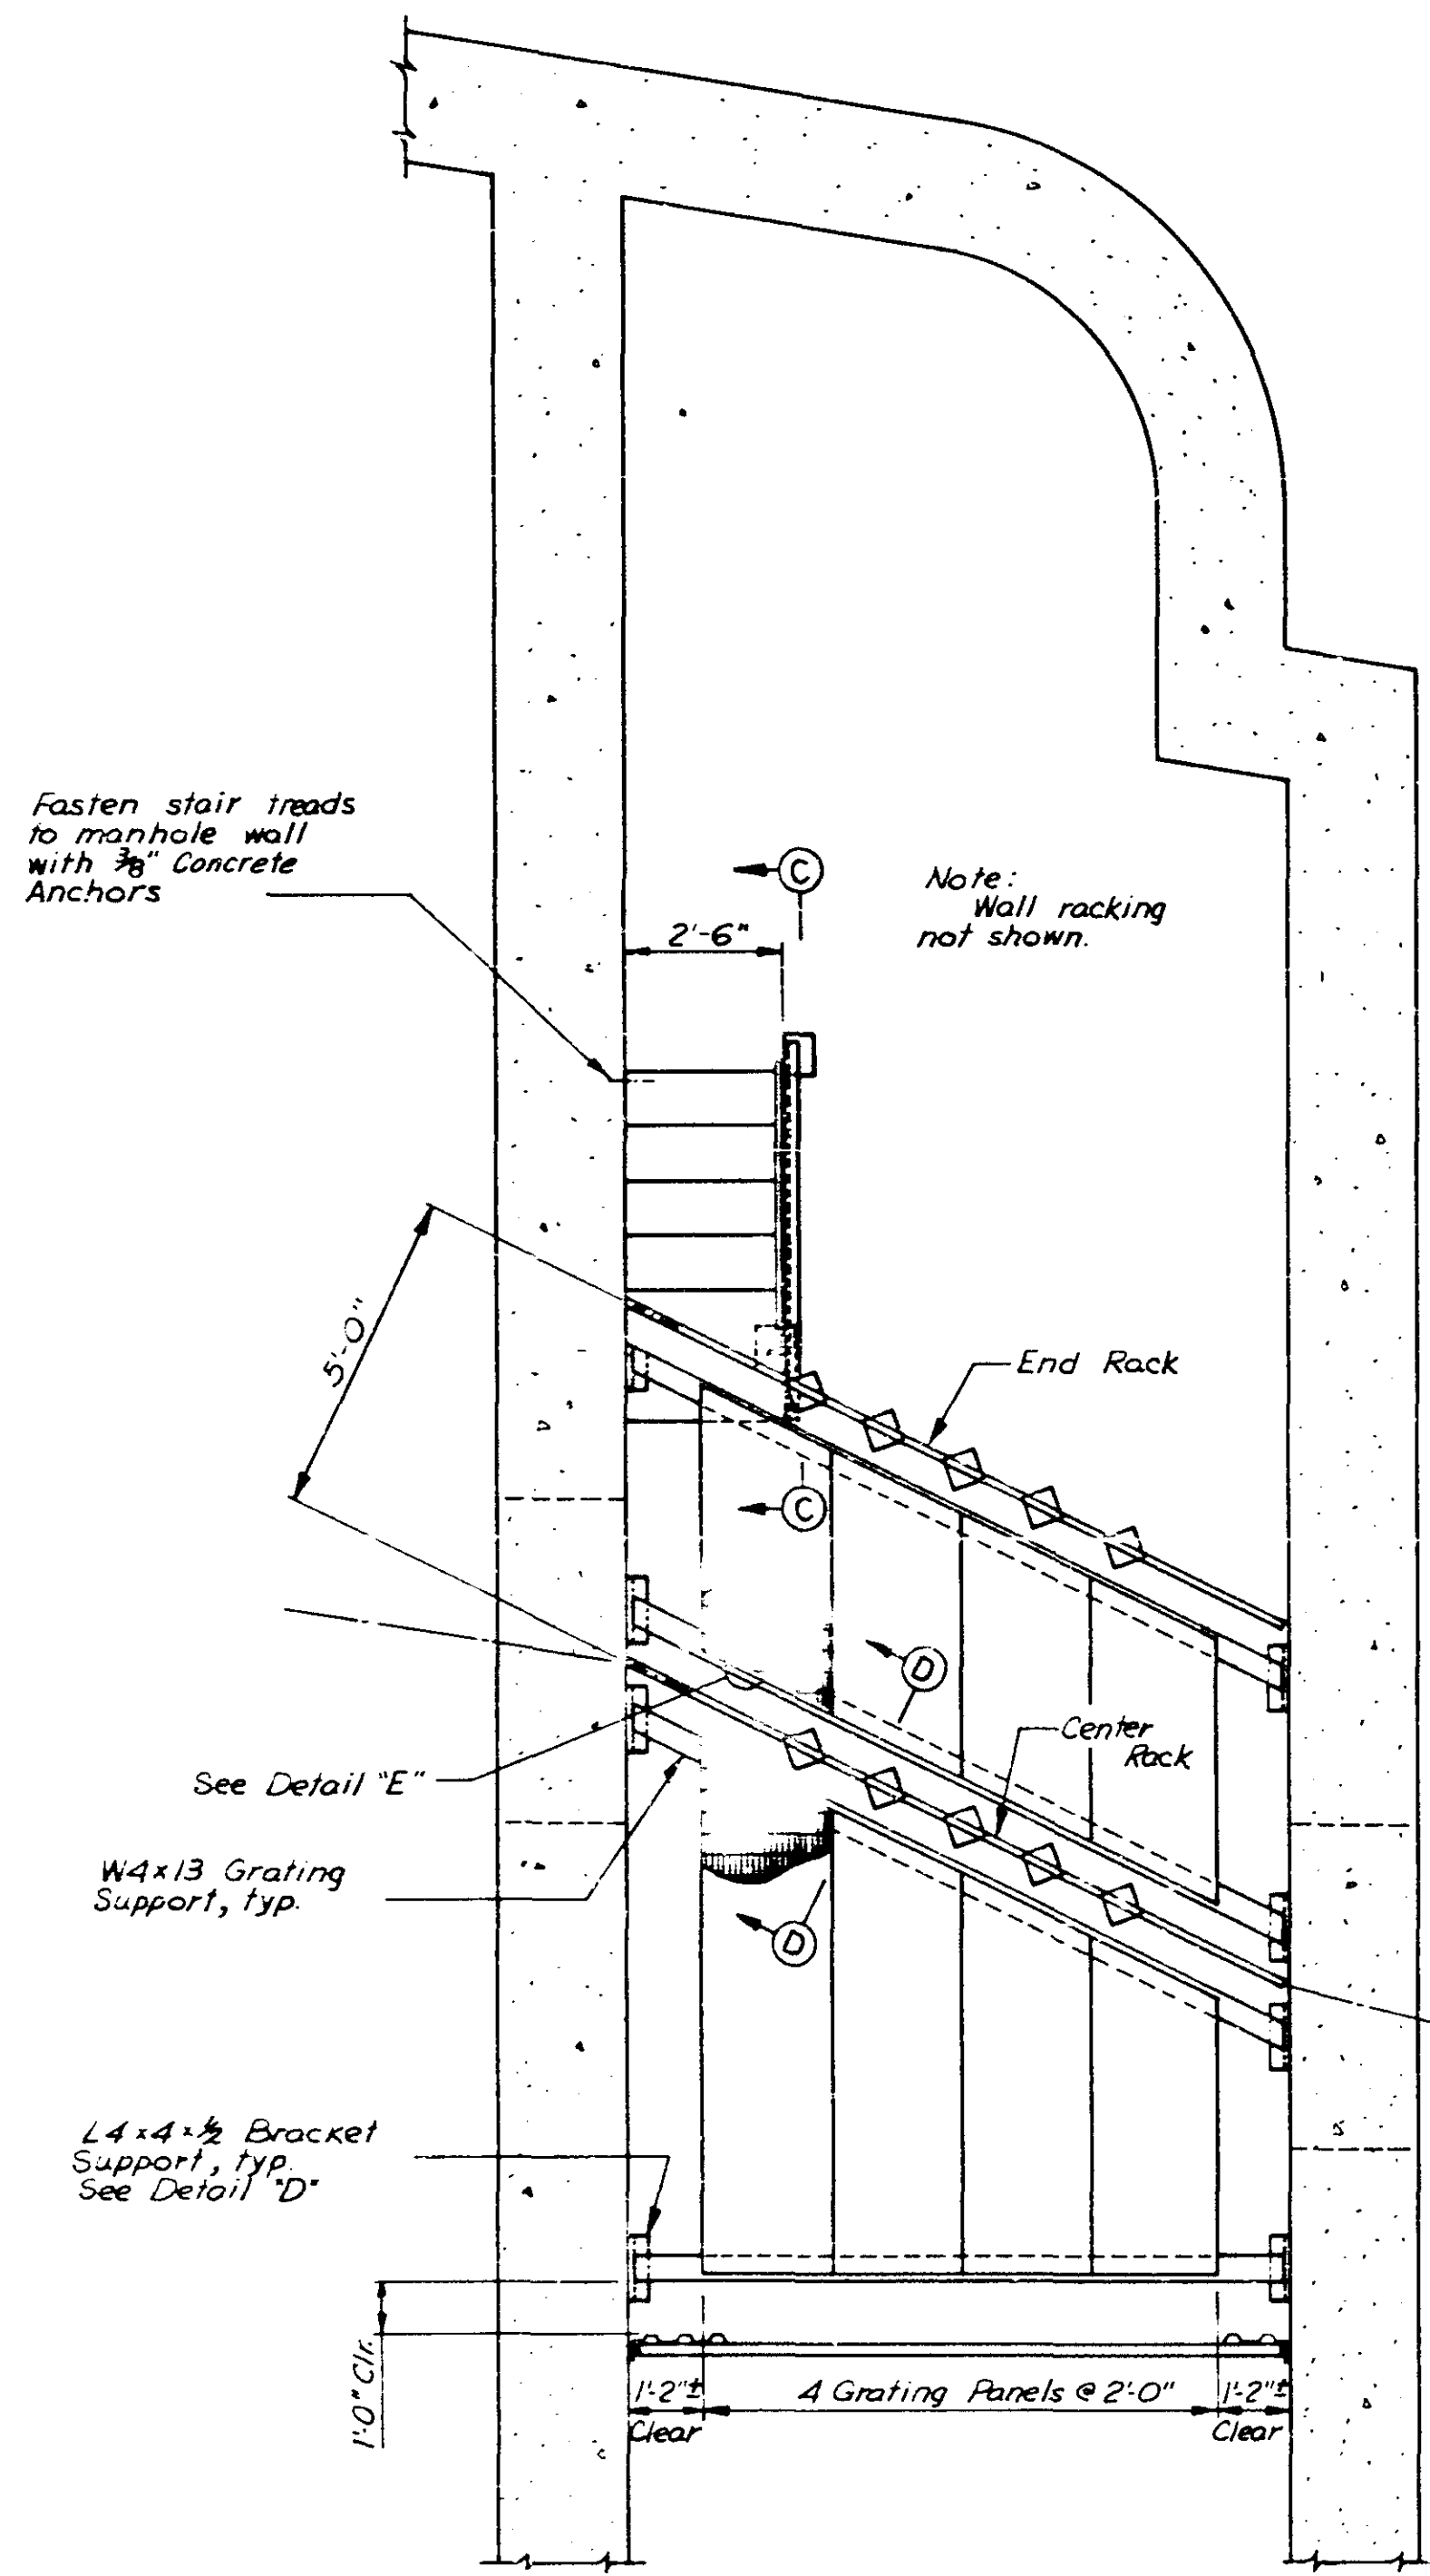 Fasten stair treads
to manhole wall
with 3/8" Concrete
Anchors
C
Note:
Wall racking
not shown.
2'-6"
5'-0"
End Rack
C
D
Center
Rack
See Detail "E"
W4x13 Grating
Support, typ.
D
L4x4x1/2 Bracket
Support, typ.
See Detail "D"
1'-0" Clr.
1'-2"±
4 Grating Panels @ 2'-0"
1'-2"±
Clear
Clear